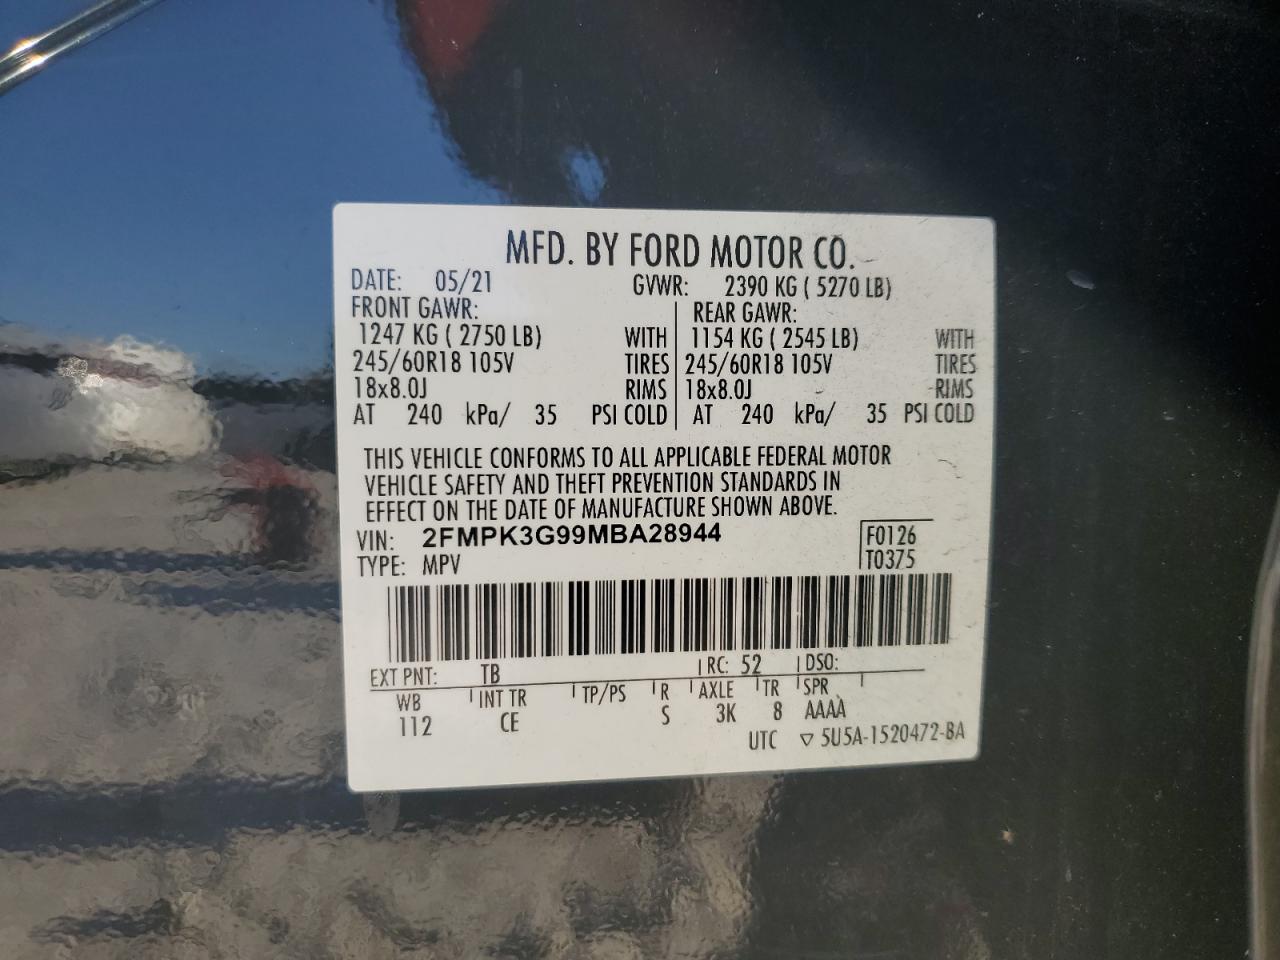 MFD. BY FORD MOTOR CO.
DATE: 05/21 GVWR: 2390 KG ( 5270 LB)
FRONT GAWR: REAR GAWR:
1247 KG ( 2750 LB) WITH 1154 KG ( 2545 LB) WITH
245/60R18 105V TIRES 245/60R18 105V TIRES
18x8.0J RIMS 18x8.0J RIMS
AT 240 kPa/ 35 PSI COLD AT 240 kPa/ 35 PSI COLD
THIS VEHICLE CONFORMS TO ALL APPLICABLE FEDERAL MOTOR
VEHICLE SAFETY AND THEFT PREVENTION STANDARDS IN
EFFECT ON THE DATE OF MANUFACTURE SHOWN ABOVE.
VIN: 2FMPK3G99MBA28944 F0126
TYPE: MPV T0375
EXT PNT: TB RC: 52 DSO:
WB INT TR TP/PS R AXLE TR SPR
112 CE S 3K 8 AAAA
UTC ▽ 5U5A-1520472-BA